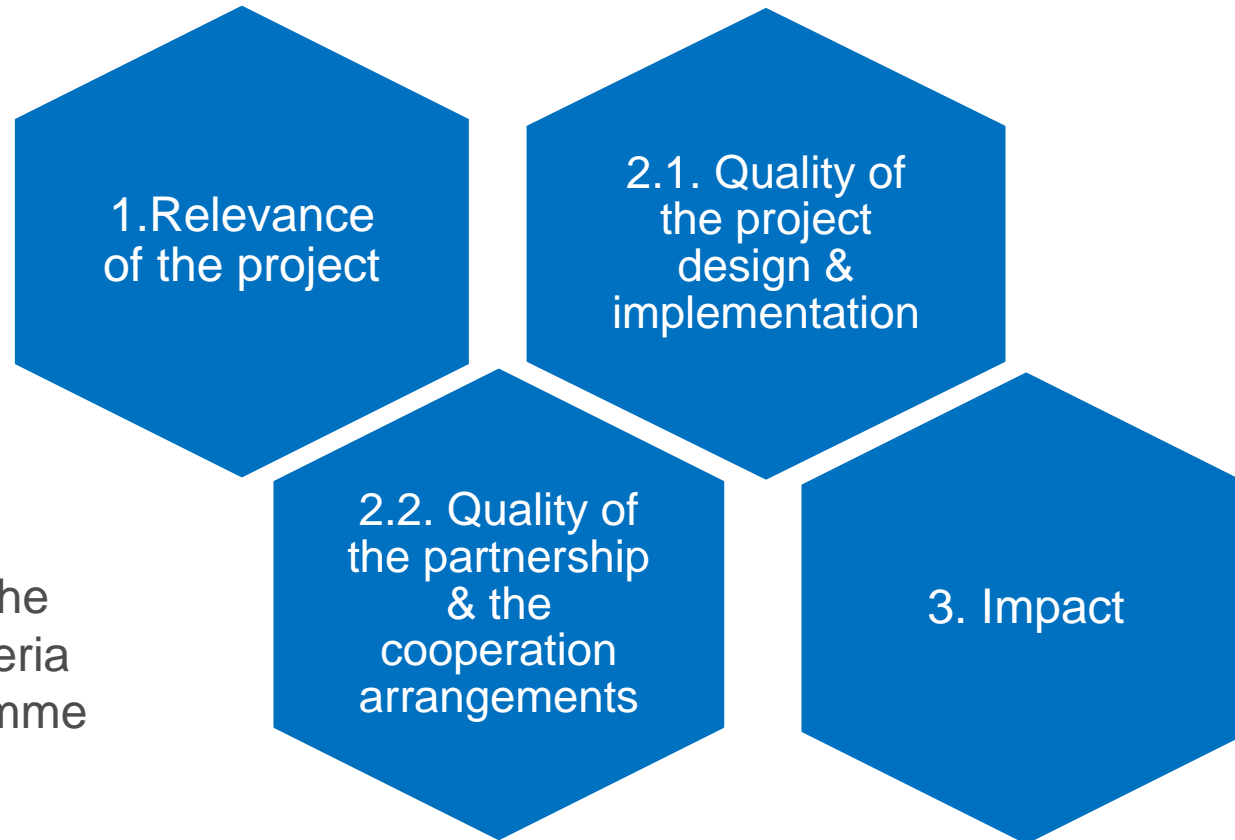 1.Relevance
of the project
2.1. Quality of
the project
design &
implementation
2.2. Quality of
the partnership
& the
cooperation
arrangements
3. Impact